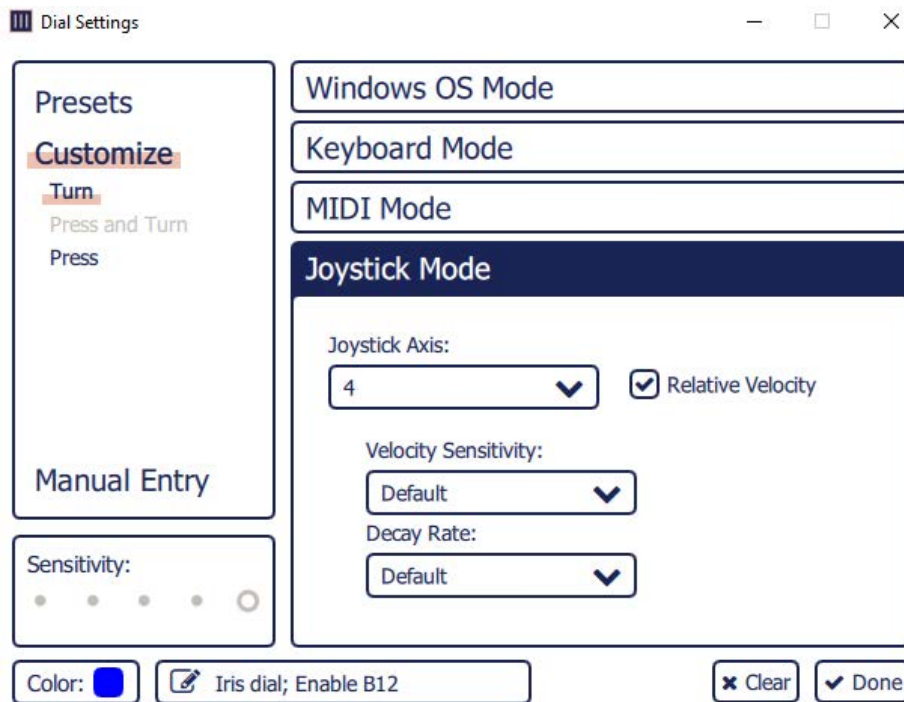 Dial Settings
Presets
Customize
Turn
Press and Turn
Press
Manual Entry
Sensitivity:
Windows OS Mode
Keyboard Mode
MIDI Mode
Joystick Mode
Joystick Axis:
4
Relative Velocity
Velocity Sensitivity:
Default
Decay Rate:
Default
Color:
Iris dial; Enable B12
Clear
Done